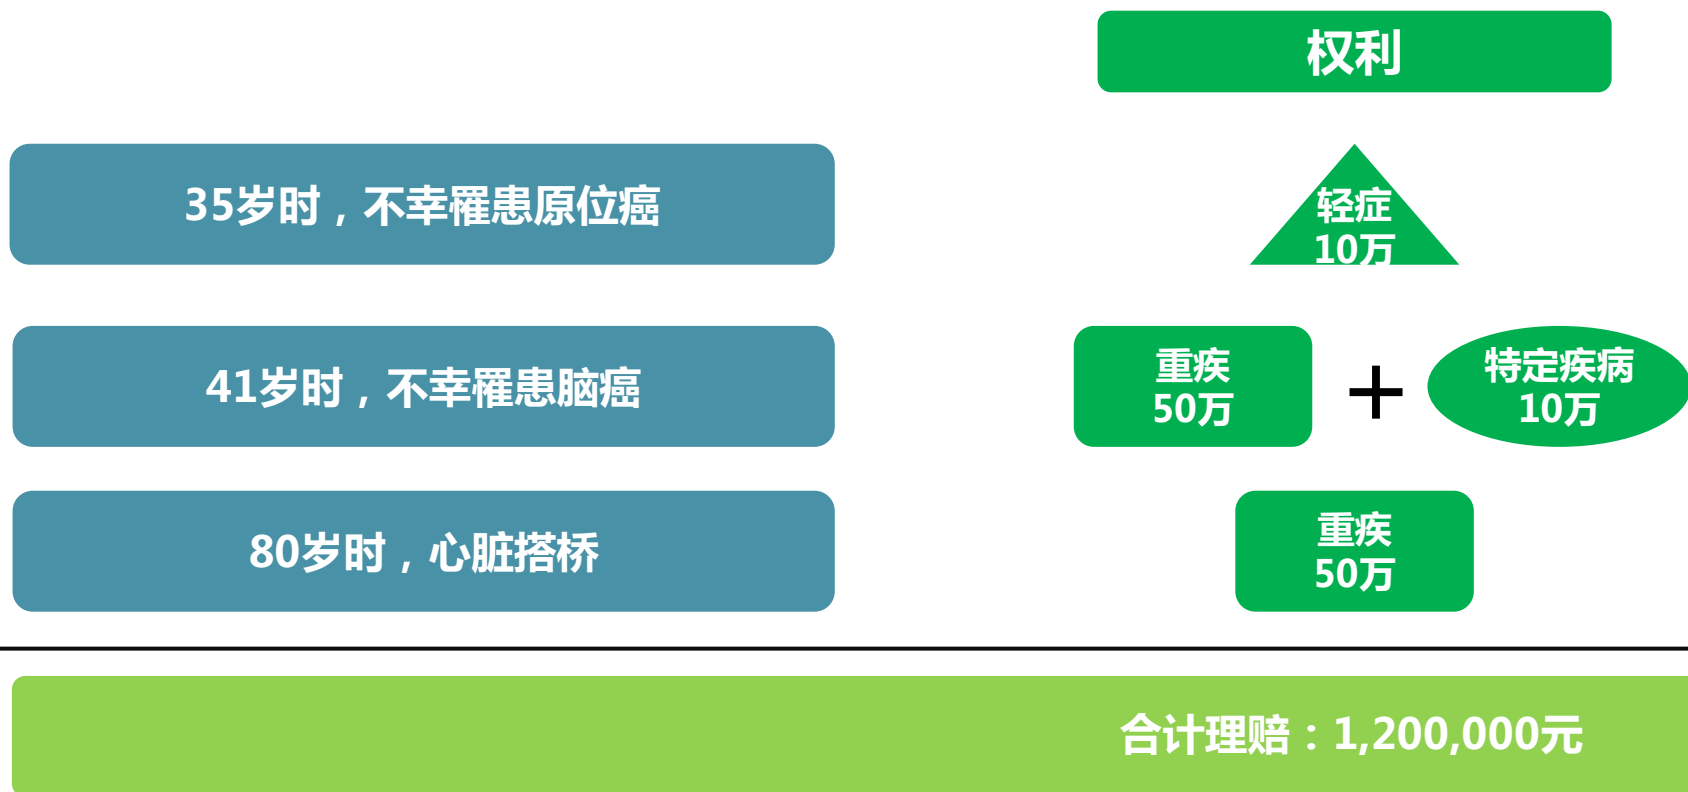 权利
35岁时，不幸罹患原位癌
轻症
10万
41岁时，不幸罹患脑癌
重疾
50万
+
特定疾病
10万
80岁时，心脏搭桥
重疾
50万
合计理赔：1,200,000元